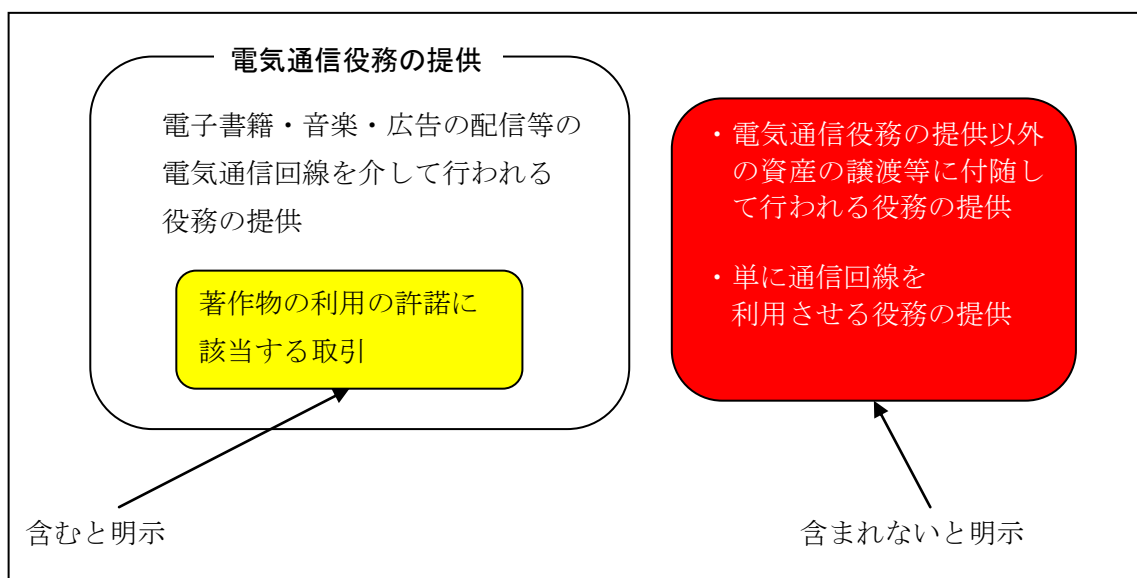 電気通信役務の提供
電子書籍・音楽・広告の配信等の
電気通信回線を介して行われる
役務の提供
著作物の利用の許諾に
該当する取引
・電気通信役務の提供以外
の資産の譲渡等に付随し
て行われる役務の提供
・単に通信回線を
利用させる役務の提供
含むと明示
含まれないと明示